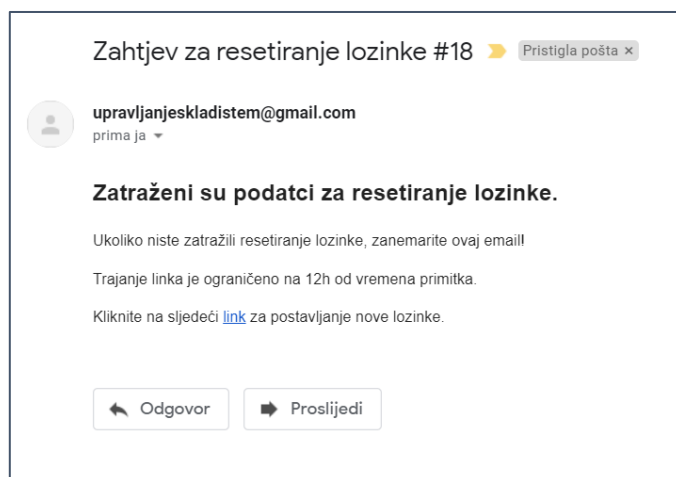 Zahtjev za resetiranje lozinke #18 Pristigla pošta ×
upravljanjeskladistem@gmail.com
prima ja
Zatraženi su podatci za resetiranje lozinke.
Ukoliko niste zatražili resetiranje lozinke, zanemarite ovaj email!
Trajanje linka je ograničeno na 12h od vremena primitka.
Kliknite na sljedeći link za postavljanje nove lozinke.
Odgovor Proslijedi